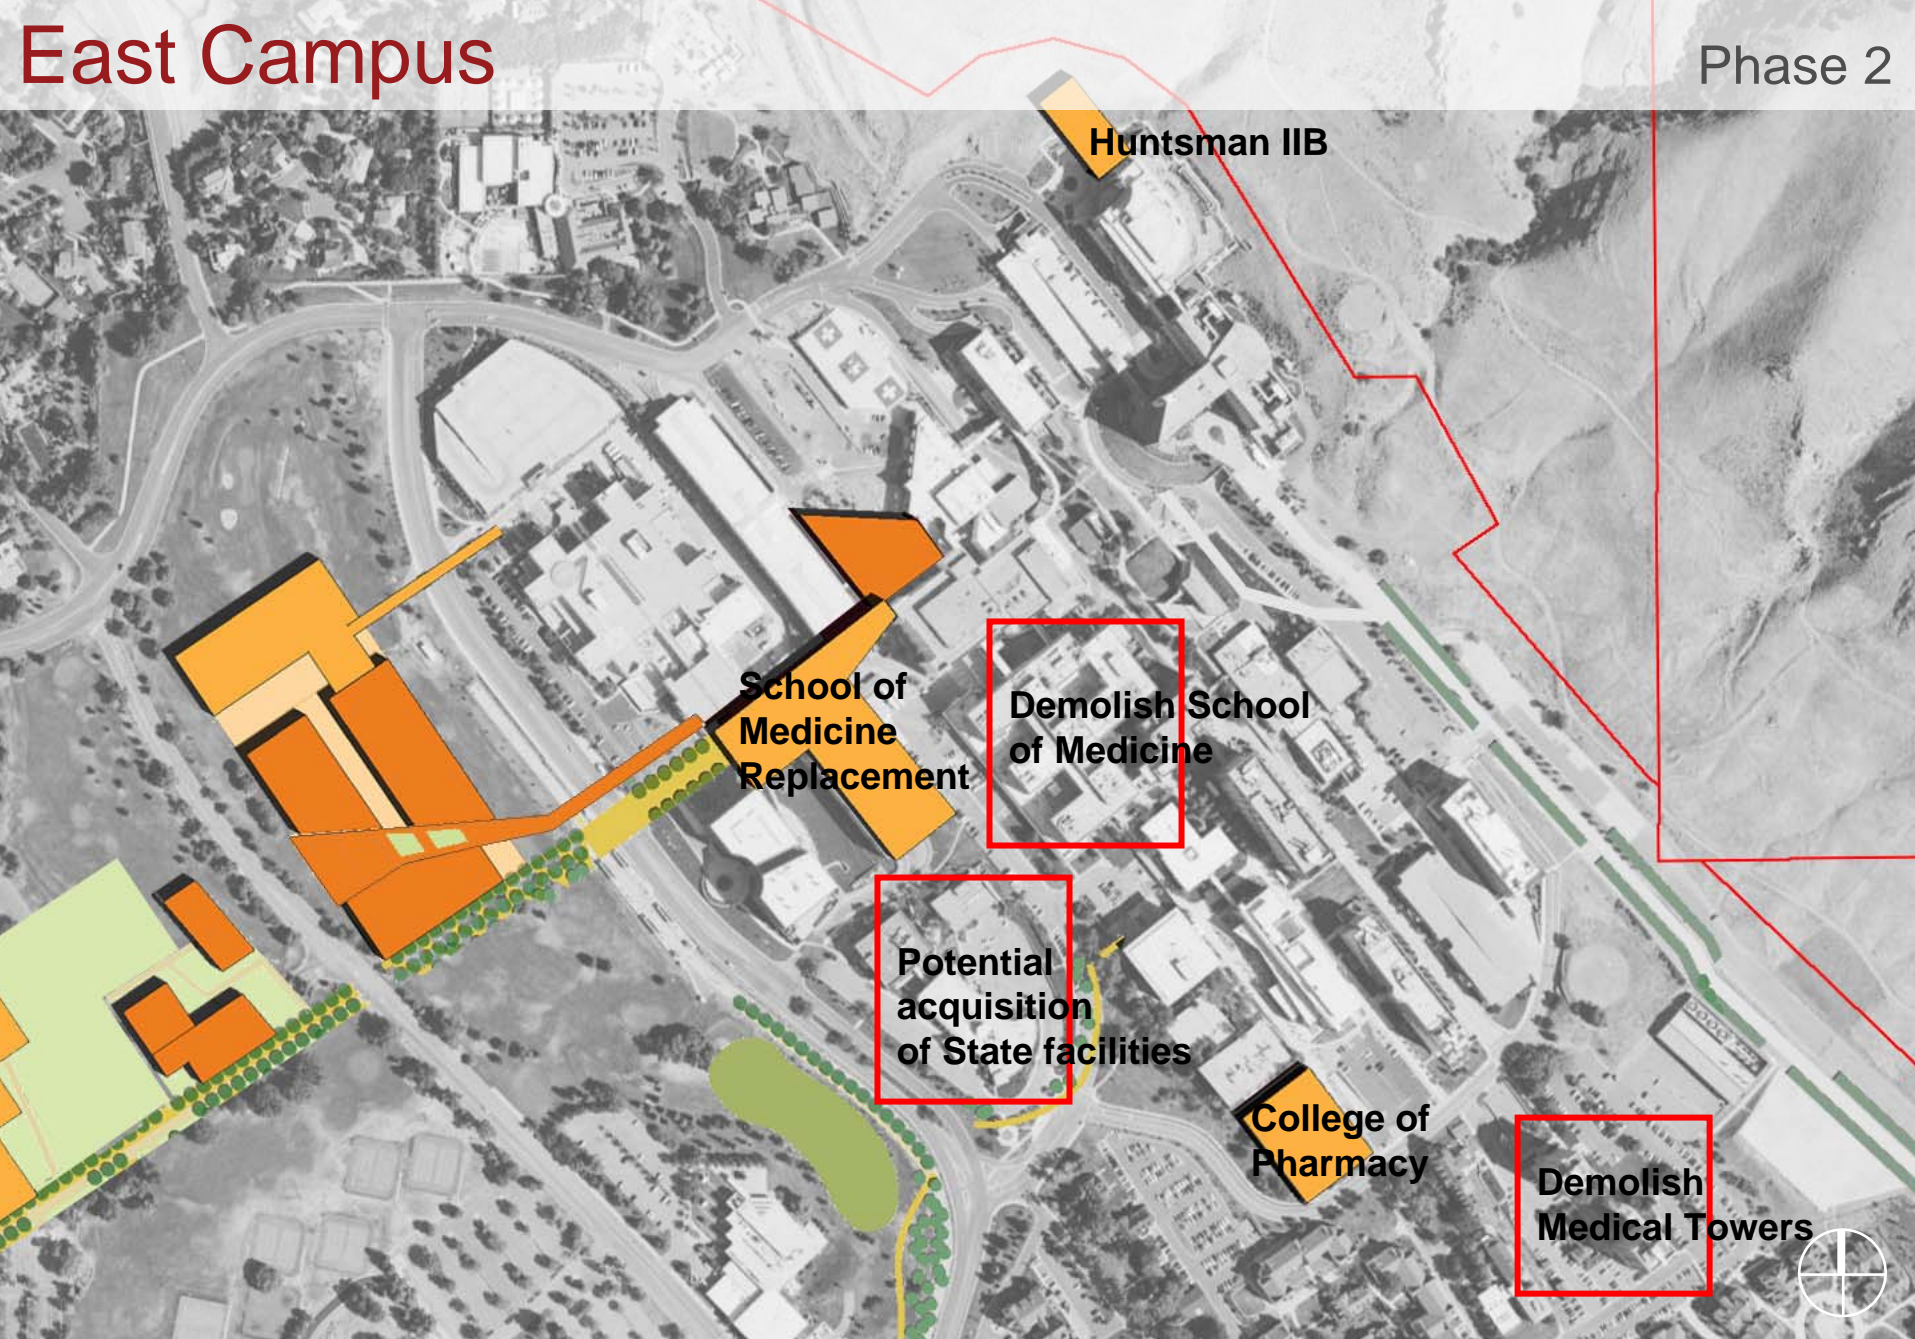 East Campus
Phase 2
Huntsman IIB
School of
Medicine
Replacement
Demolish School
of Medicine
Potential
acquisition
of State facilities
College of
Pharmacy
Demolish
Medical Towers